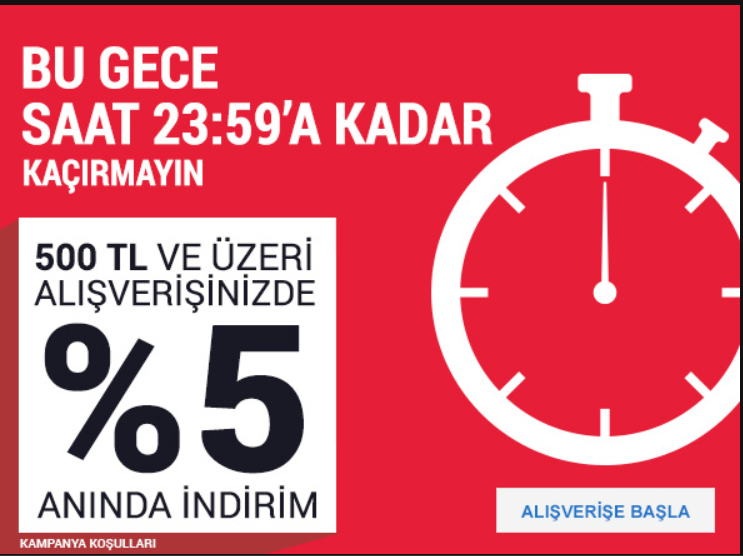 BU GECE
SAAT 23:59'A KADAR
KAÇIRMAYIN
500 TL VE ÜZERİ
ALIŞVERİŞİNİZDE
%5
ANINDA İNDİRİM
ALIŞVERİŞE BAŞLA
KAMPANYA KOŞULLARI